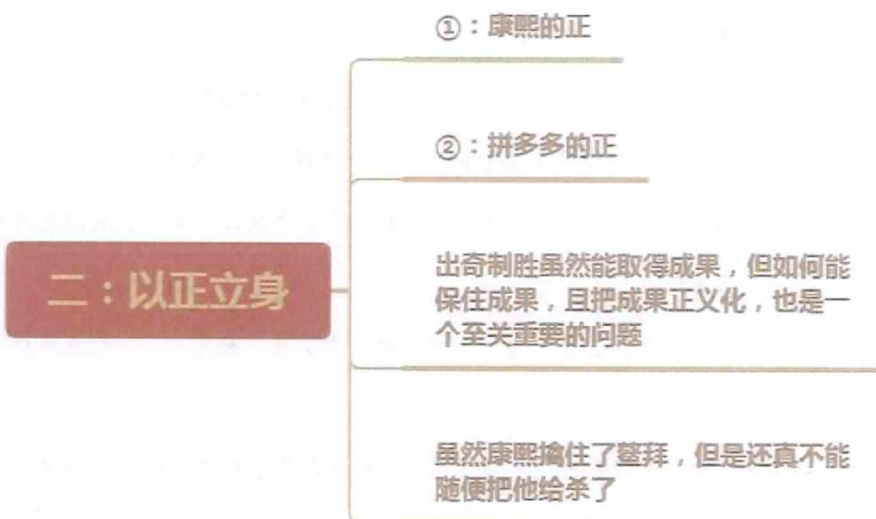 ①：康熙的正
②：拼多多的正
二：以正立身
出奇制胜虽然能取得成果，但如何能
保住成果，且把成果正义化，也是一
个至关重要的问题
虽然康熙擒住了鳌拜，但是还真不能
随便把他给杀了